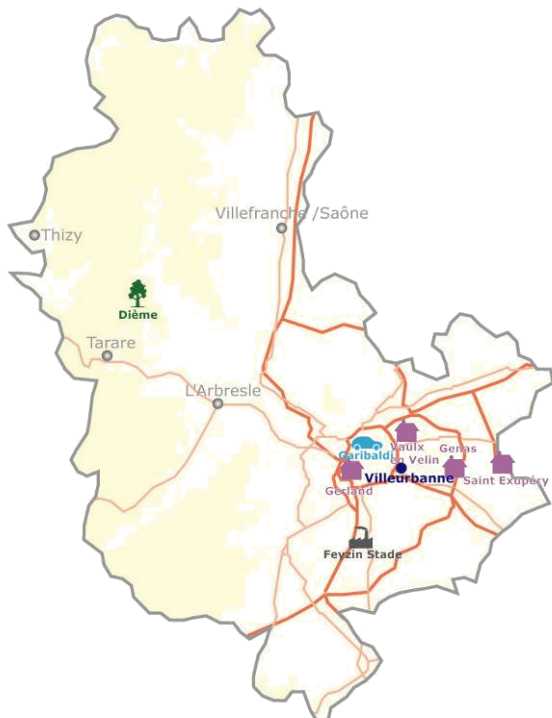 Villefranche /Saône
Thizy
Dième
Tarare
L'Arbresle
Garibaldi
Vaulx
en Velin
Genas
Gerland
Villeurbanne
Saint Exupéry
Feyzin Stade